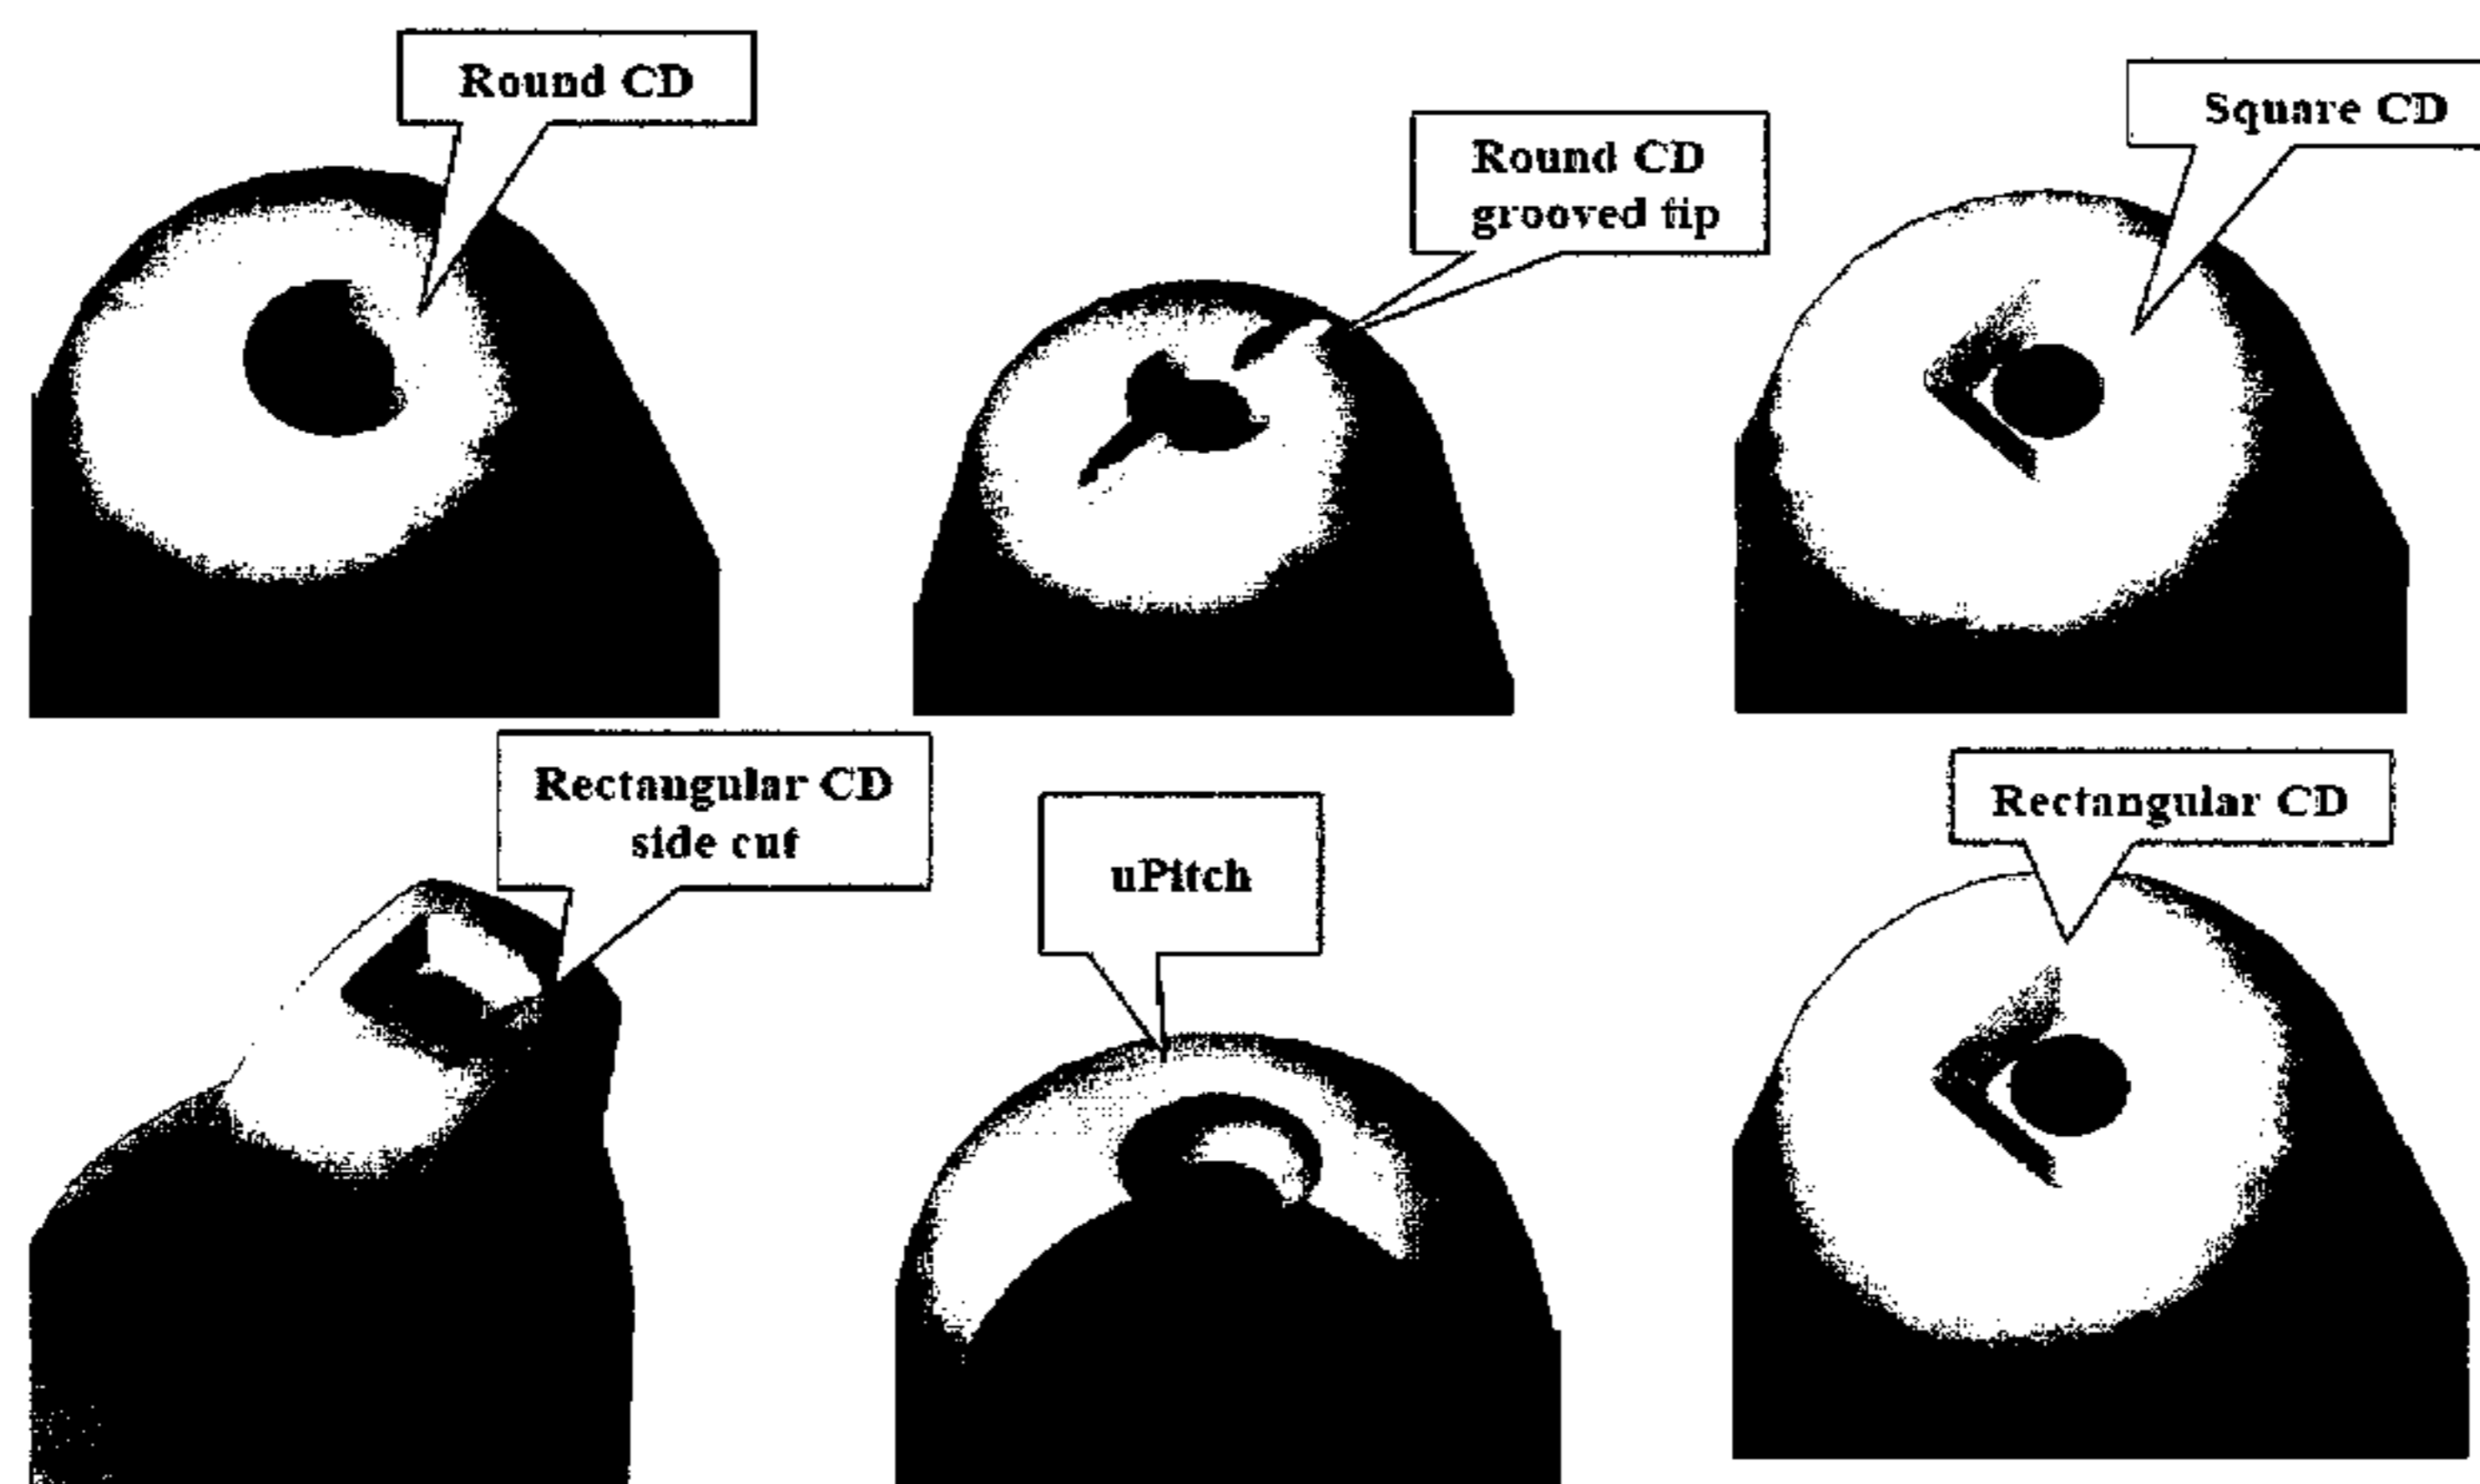 Round CD
Round CD
grooved tip
Square CD
Rectangular CD
side cut
uPitch
Rectangular CD